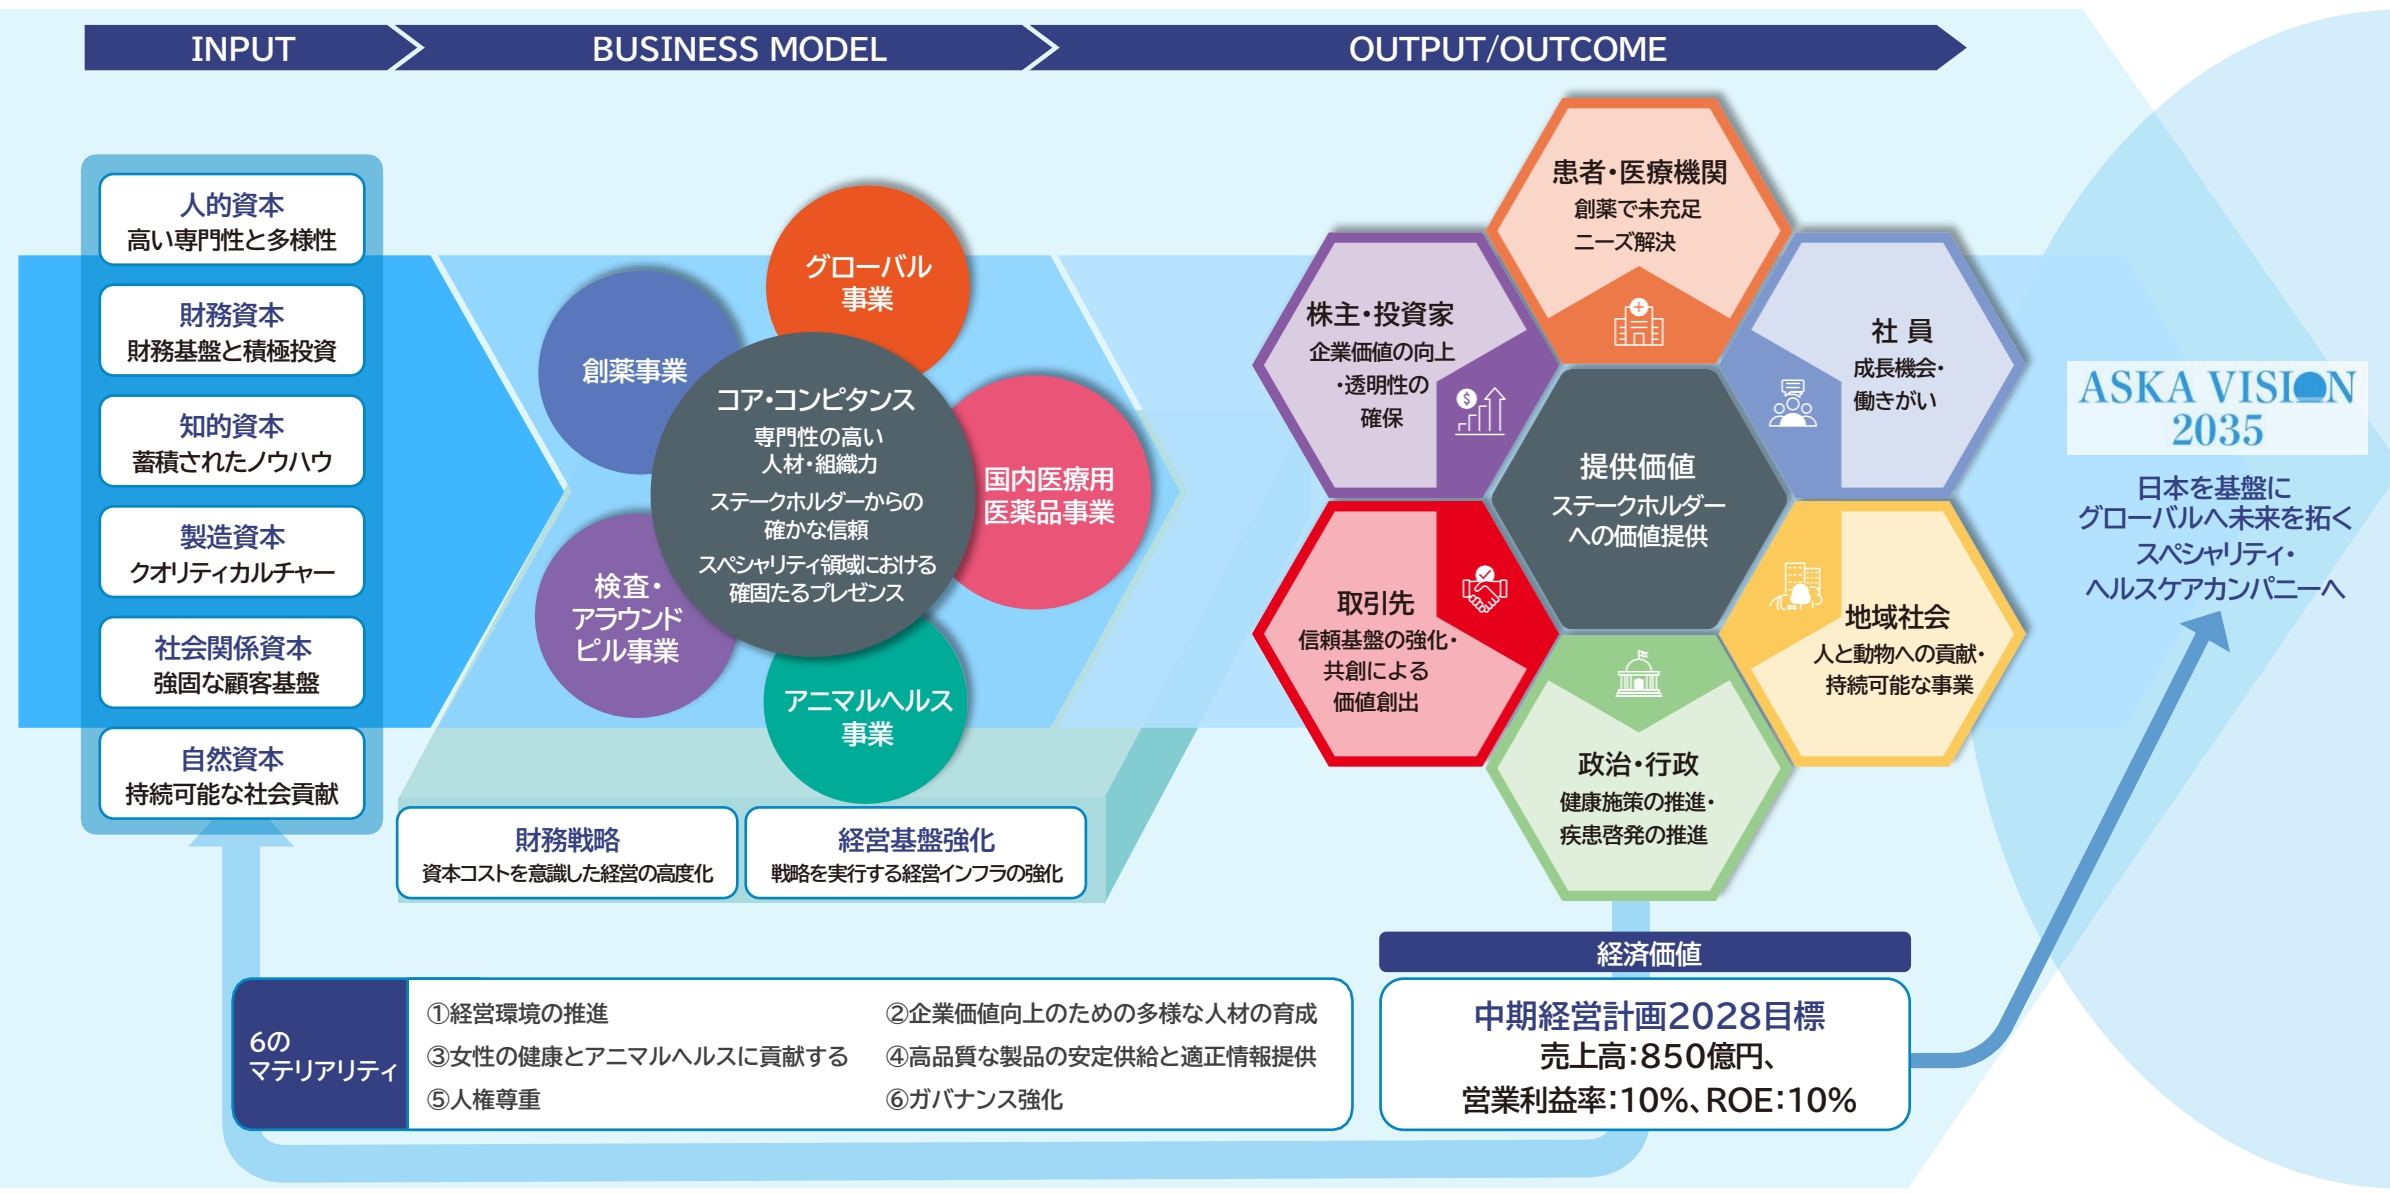 INPUT
BUSINESS MODEL
OUTPUT/OUTCOME
人的資本
高い専門性と多様性
財務資本
財務基盤と積極投資
知的資本
蓄積されたノウハウ
製造資本
クオリティカルチャー
社会関係資本
強固な顧客基盤
自然資本
持続可能な社会貢献
グローバル
事業
創薬事業
コア・コンピタンス
専門性の高い
人材・組織力
ステークホルダーからの
確かな信頼
スペシャリティ領域における
確固たるプレゼンス
国内医療用
医薬品事業
検査・
アラウンド
ピル事業
アニマルヘルス
事業
財務戦略
資本コストを意識した経営の高度化
経営基盤強化
戦略を実行する経営インフラの強化
患者・医療機関
創薬で未充足
ニーズ解決
株主・投資家
企業価値の向上
・透明性の
確保
社 員
成長機会・
働きがい
提供価値
ステークホルダー
への価値提供
取引先
信頼基盤の強化・
共創による
価値創出
地域社会
人と動物への貢献・
持続可能な事業
政治・行政
健康施策の推進・
疾患啓発の推進
ASKA VISION
2035
日本を基盤に
グローバルへ未来を拓く
スペシャリティ・
ヘルスケアカンパニーへ
6の
マテリアリティ
①経営環境の推進
②企業価値向上のための多様な人材の育成
③女性の健康とアニマルヘルスに貢献する
④高品質な製品の安定供給と適正情報提供
⑤人権尊重
⑥ガバナンス強化
経済価値
中期経営計画2028目標
売上高：850億円、
営業利益率：10%、ROE：10%